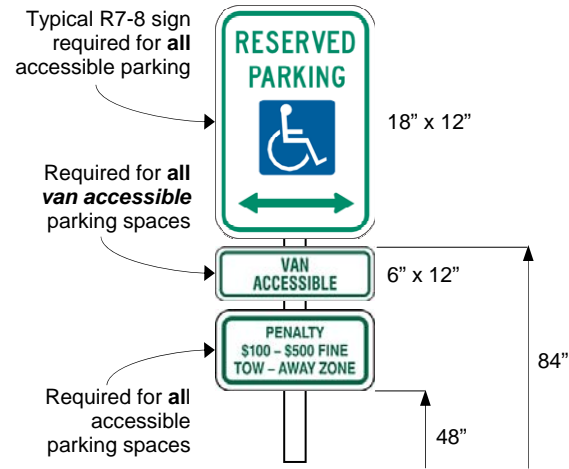 Typical R7-8 sign
required for all
accessible parking
RESERVED
PARKING
18” x 12”
Required for all
van accessible
parking spaces
VAN
ACCESSIBLE
6” x 12”
PENALTY
$100 – $500 FINE
TOW – AWAY ZONE
84”
Required for all
accessible
parking spaces
48”